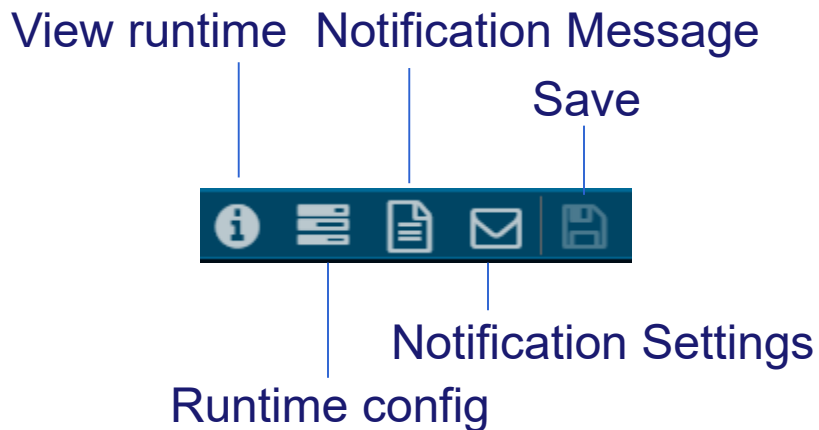 View runtime Notification Message
Save
Notification Settings
Runtime config